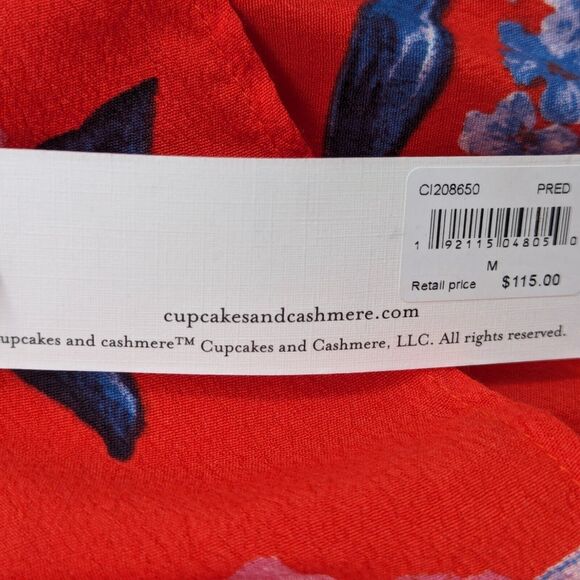 CI208650 PRED
1 92115 04805 0
M
Retail price $115.00
cupcakesandcashmere.com
upcakes and cashmere™ Cupcakes and Cashmere, LLC. All rights reserved.